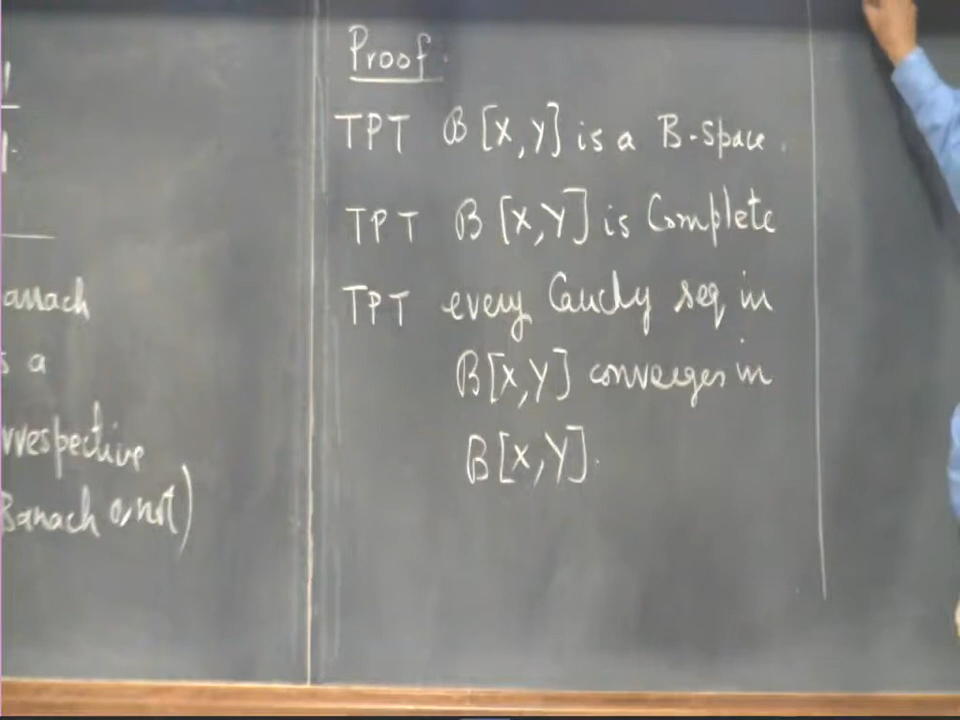 anach
s a
rrespective
Banach or not)
Proof.
TPT B[X,Y] is a B-Space.
TPT B[X,Y] is Complete
TPT every Cauchy seq in
B[X,Y] converges in
B[X,Y].